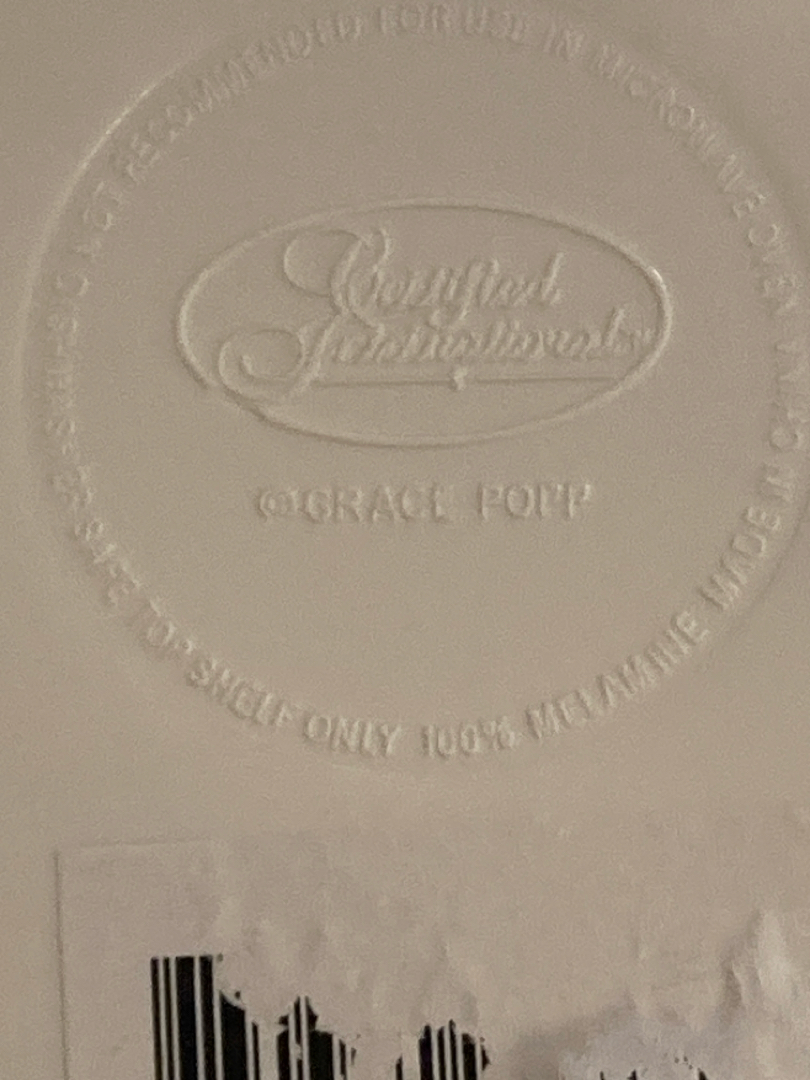 Certified
International
©GRACE POPP
NOT RECOMMENDED FOR USE IN MICROWAVE OVEN
MADE IN CHINA
SAFE TOP SHELF ONLY 100% MELAMINE